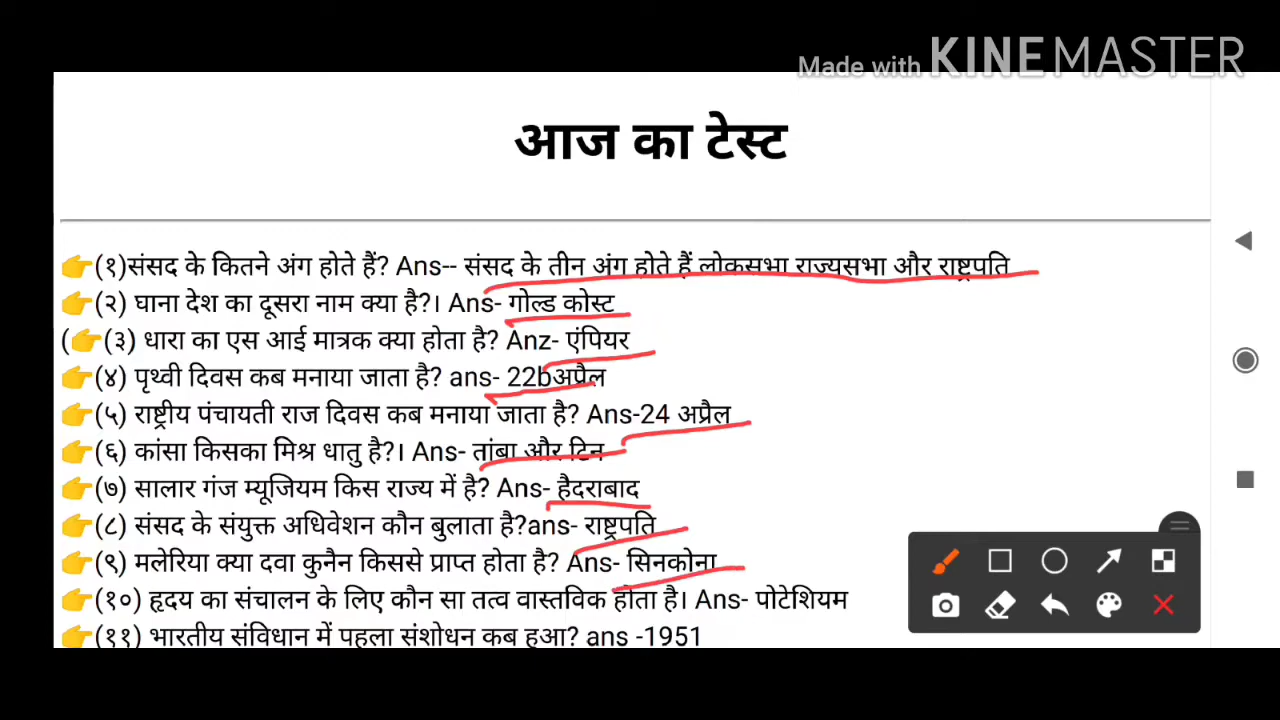 Made with KINEMASTER
आज का टेस्ट
👉(१)संसद के कितने अंग होते हैं? Ans-- संसद के तीन अंग होते हैं लोकसभा राज्यसभा और राष्ट्रपति
👉(२) घाना देश का दूसरा नाम क्या है?। Ans- गोल्ड कोस्ट
(👉(३) धारा का एस आई मात्रक क्या होता है? Anz- एंपियर
👉(४) पृथ्वी दिवस कब मनाया जाता है? ans- 22bअप्रैल
👉(५) राष्ट्रीय पंचायती राज दिवस कब मनाया जाता है? Ans-24 अप्रैल
👉(६) कांसा किसका मिश्र धातु है?। Ans- तांबा और टिन
👉(७) सालार गंज म्यूजियम किस राज्य में है? Ans- हैदराबाद
👉(८) संसद के संयुक्त अधिवेशन कौन बुलाता है?ans- राष्ट्रपति
👉(९) मलेरिया क्या दवा कुनैन किससे प्राप्त होता है? Ans- सिनकोना
👉(१०) हृदय का संचालन के लिए कौन सा तत्व वास्तविक होता है। Ans- पोटेशियम
👉(११) भारतीय संविधान में पहला संशोधन कब हुआ? ans -1951